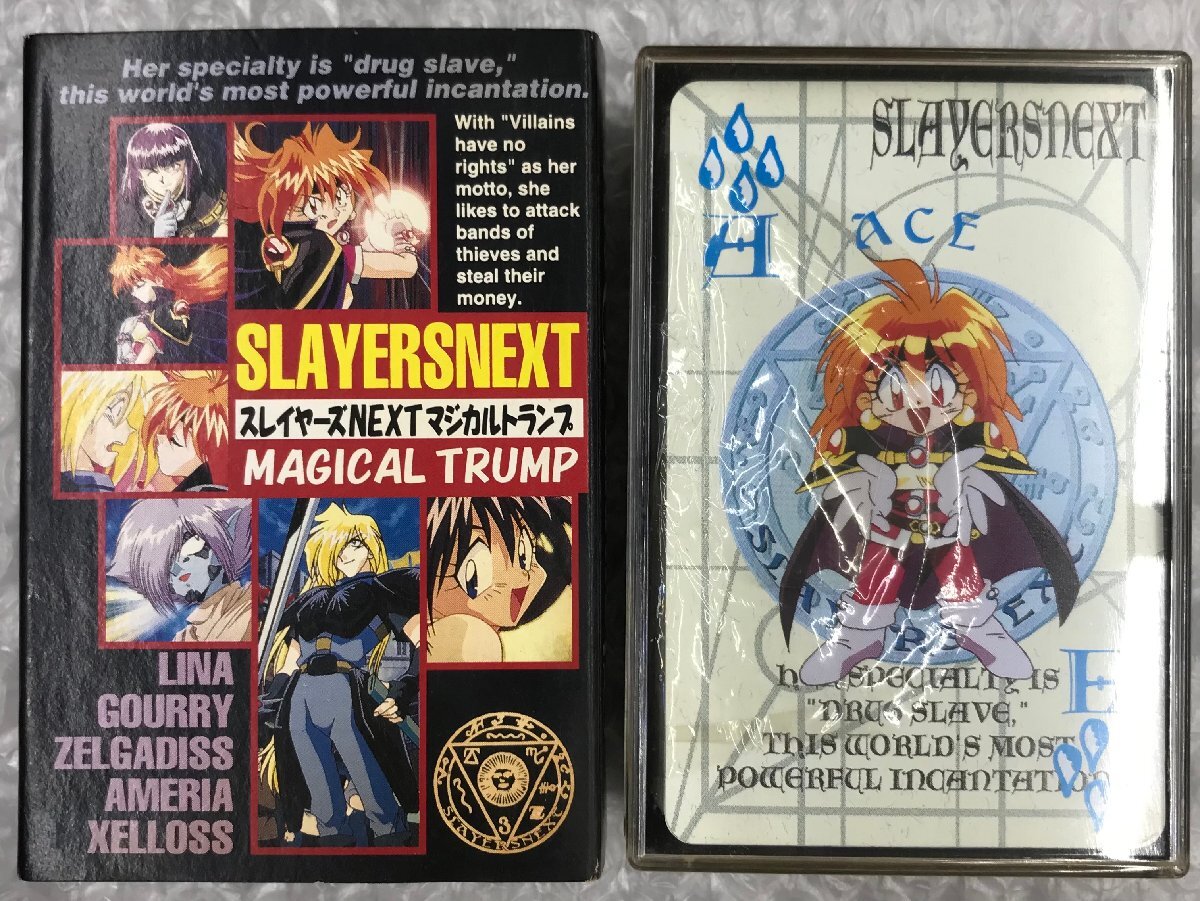 Her specialty is "drug slave,"
this world's most powerful incantation.
With "Villains
have no
rights" as her
motto, she
likes to attack
bands of
thieves and
steal their
money.
SLAYERSNEXT
スレイヤーズNEXTマジカルトランプ
MAGICAL TRUMP
LINA
GOURRY
ZELGADISS
AMERIA
XELLOSS
SLAYERSNEXT
SLAYERSNEXT
A
ACE
SPECIALTY IS
"DRUG SLAVE,"
THIS WORLD'S MOST
POWERFUL INCANTATIO